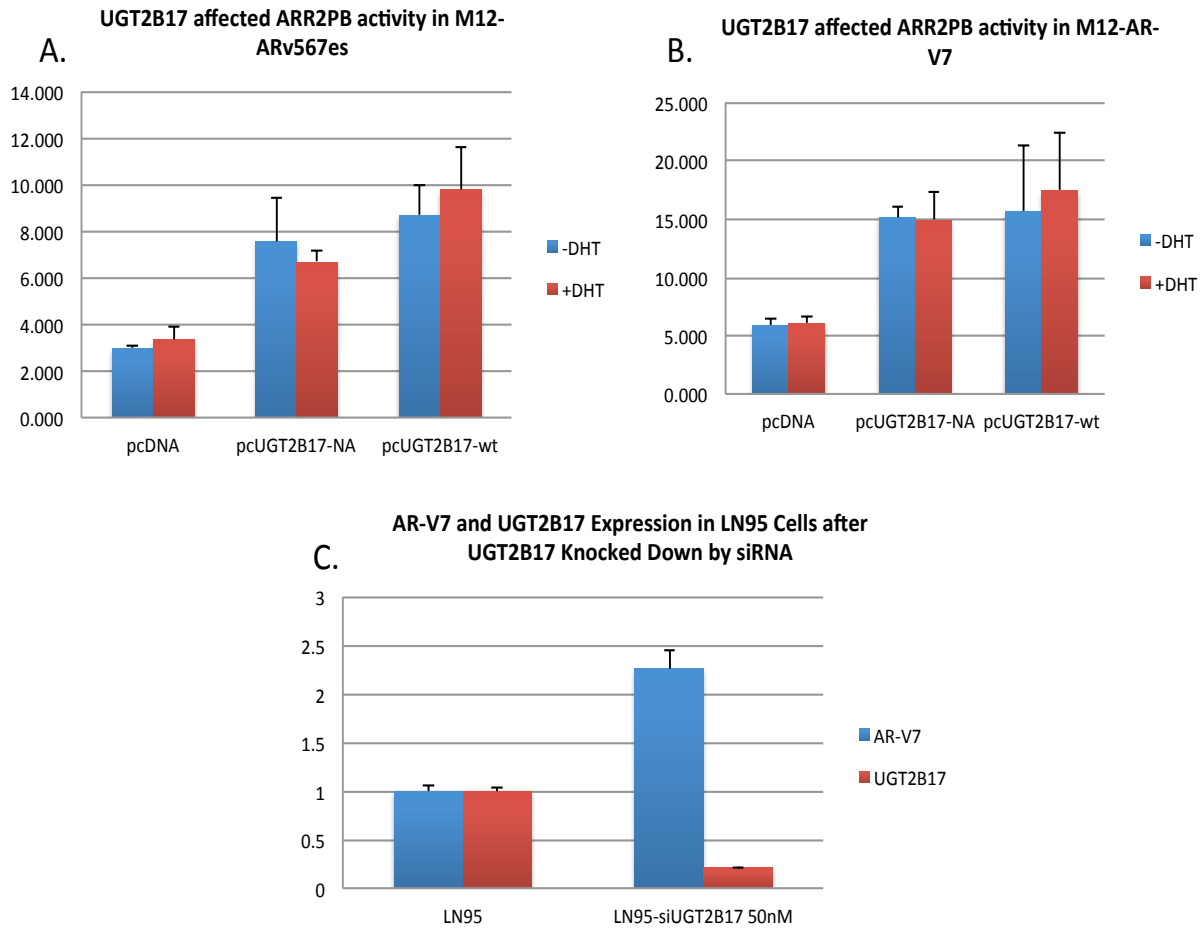 UGT2B17 affected ARR2PB activity in M12-
ARv567es
A.
14.000
12.000
10.000
8.000
6.000
4.000
2.000
0.000
pcDNA
pcUGT2B17-NA
pcUGT2B17-wt
-DHT
+DHT
UGT2B17 affected ARR2PB activity in M12-AR-
V7
B.
25.000
20.000
15.000
10.000
5.000
0.000
pcDNA
pcUGT2B17-NA
pcUGT2B17-wt
-DHT
+DHT
AR-V7 and UGT2B17 Expression in LN95 Cells after
UGT2B17 Knocked Down by siRNA
C.
3
2.5
2
1.5
1
0.5
0
LN95
LN95-siUGT2B17 50nM
AR-V7
UGT2B17